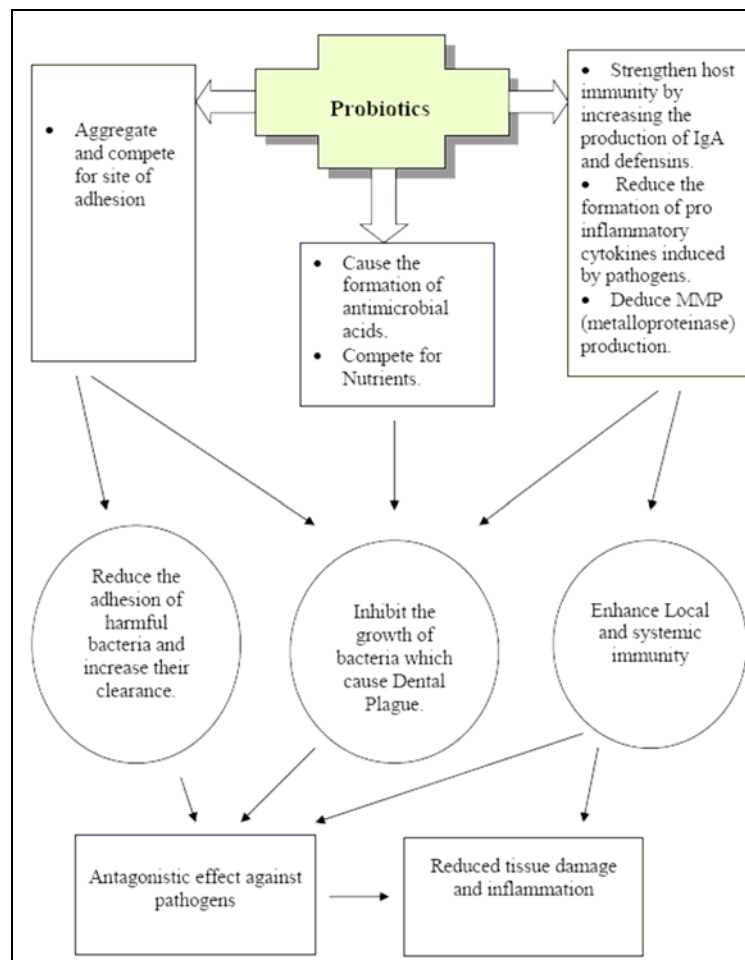 Probiotics
• Aggregate
and compete
for site of
adhesion
• Cause the
formation of
antimicrobial
acids.
• Compete for
Nutrients.
• Strengthen host
immunity by
increasing the
production of IgA
and defensins.
• Reduce the
formation of pro
inflammatory
cytokines induced
by pathogens.
• Deduce MMP
(metalloproteinase)
production.
Reduce the
adhesion of
harmful
bacteria and
increase their
clearance.
Inhibit the
growth of
bacteria which
cause Dental
Plague.
Enhance Local
and systemic
immunity
Antagonistic effect against
pathogens
Reduced tissue damage
and inflammation